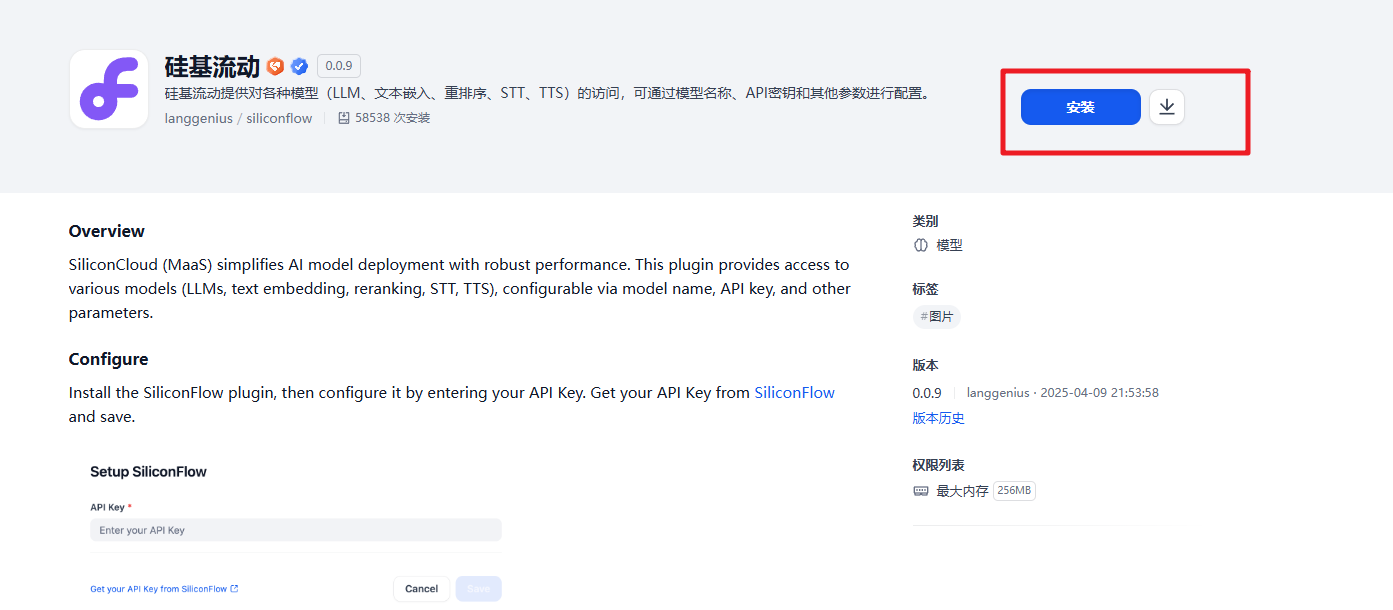 硅基流动 0.0.9
硅基流动提供对各种模型（LLM、文本嵌入、重排序、STT、TTS）的访问，可通过模型名称、API密钥和其他参数进行配置。
langgenius / siliconflow 58538 次安装
安装
Overview
SiliconCloud (MaaS) simplifies AI model deployment with robust performance. This plugin provides access to
various models (LLMs, text embedding, reranking, STT, TTS), configurable via model name, API key, and other
parameters.
Configure
Install the SiliconFlow plugin, then configure it by entering your API Key. Get your API Key from SiliconFlow
and save.
Setup SiliconFlow
API Key *
Enter your API Key
Get your API Key from SiliconFlow
Cancel
Save
类别
模型
标签
#图片
版本
0.0.9 langgenius · 2025-04-09 21:53:58
版本历史
权限列表
最大内存 256MB